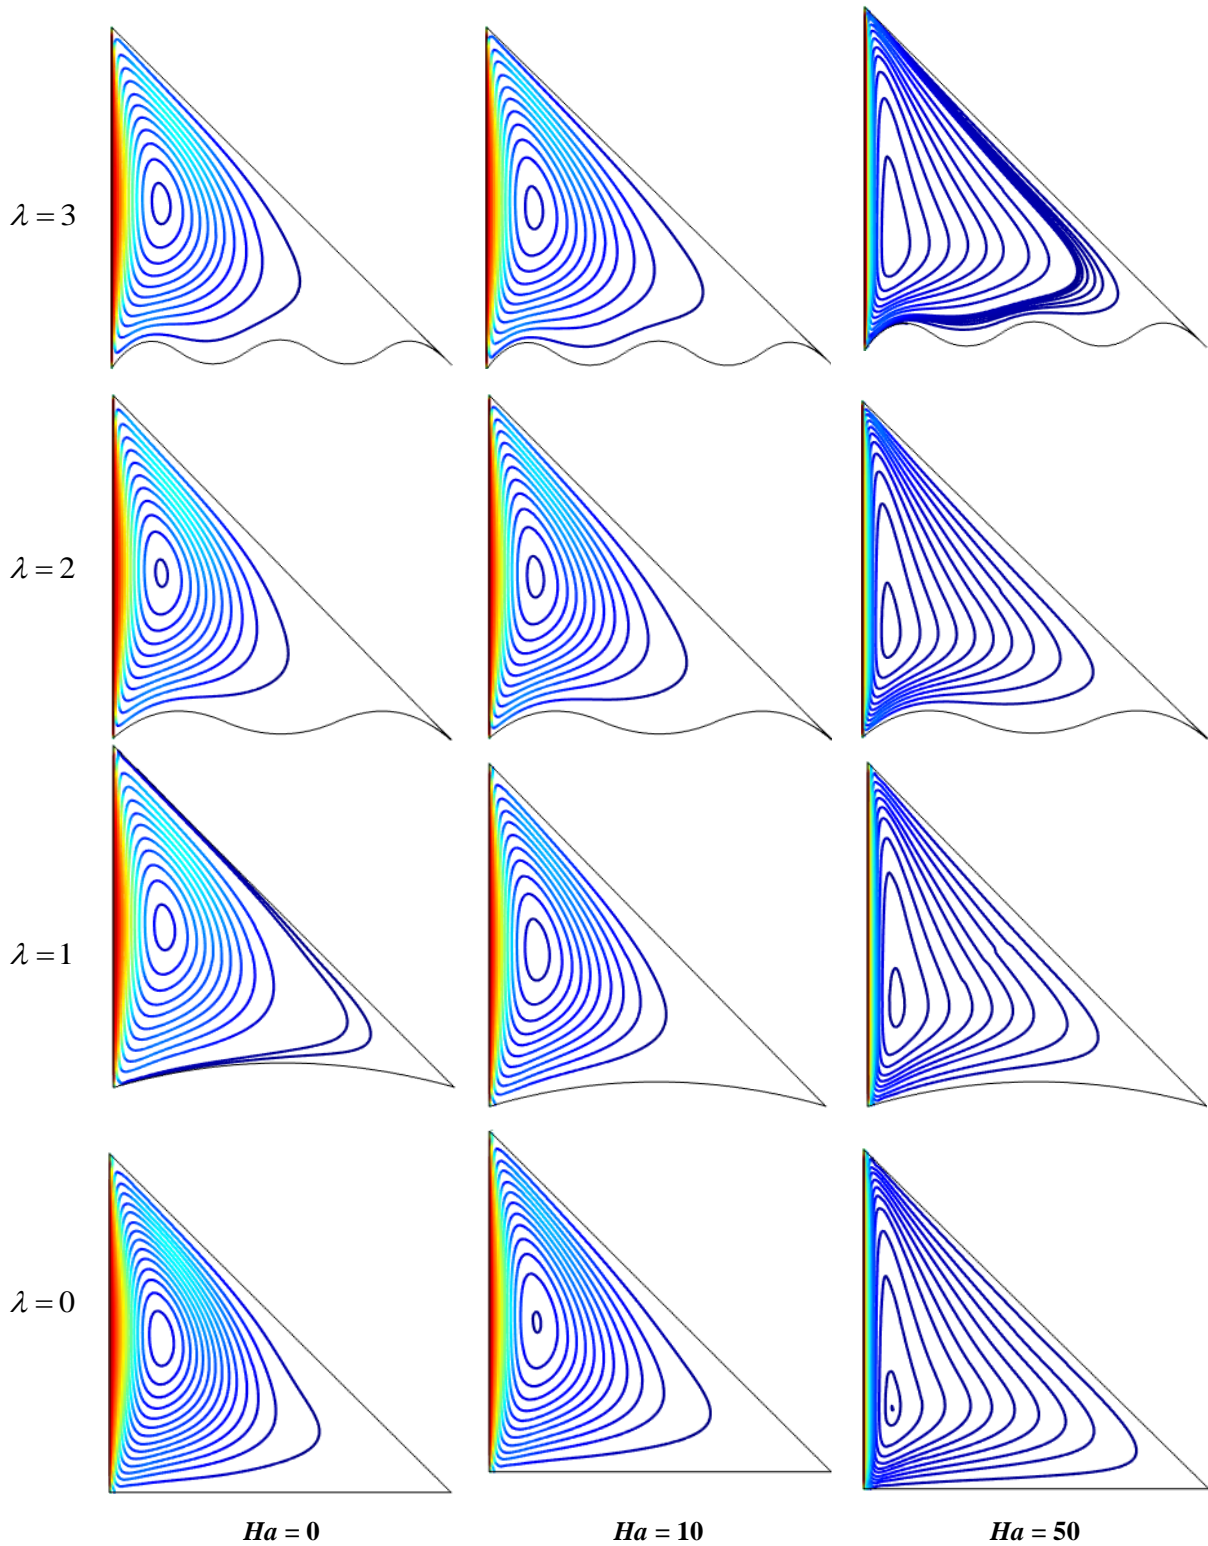 λ = 3
λ = 2
λ = 1
λ = 0
Ha = 0 Ha = 10 Ha = 50